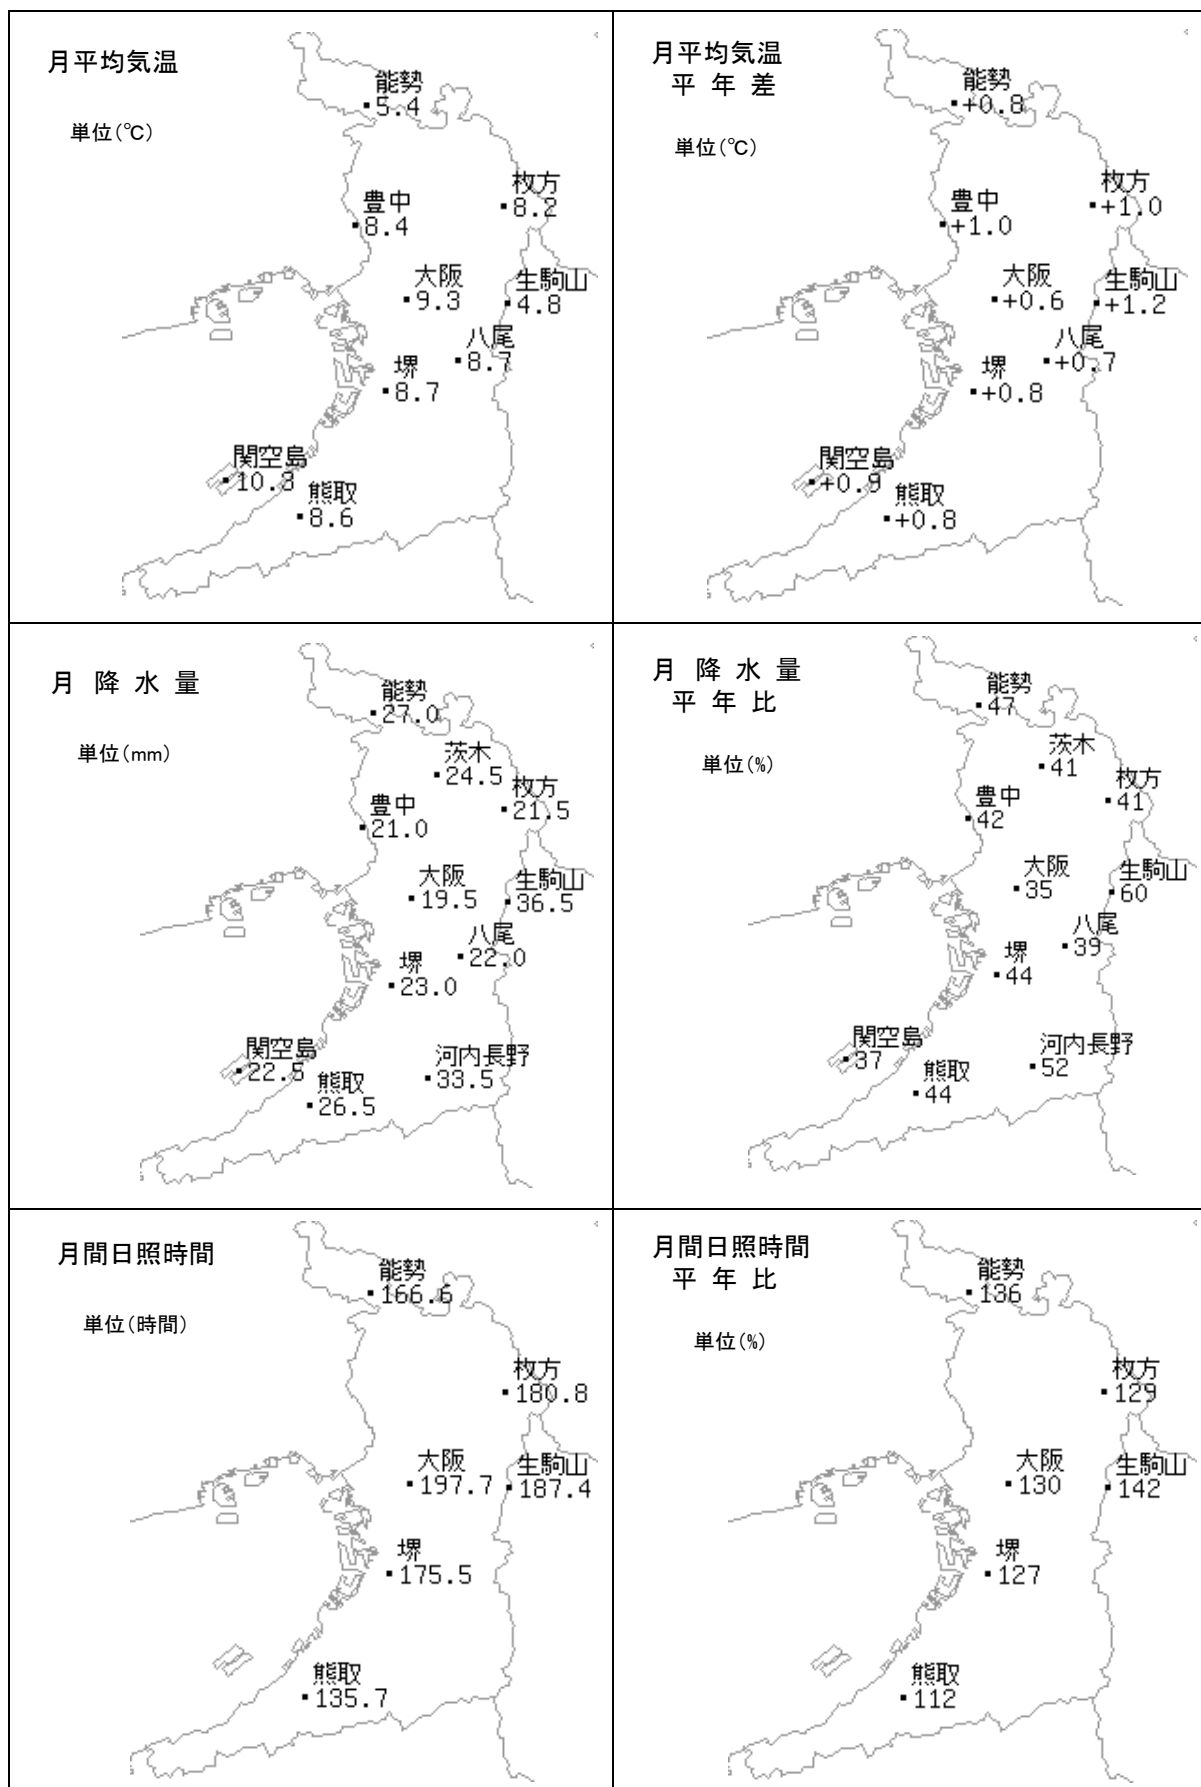 月平均気温
単位(℃)
能勢
5.4
枚方
8.2
豊中
8.4
大阪
9.3
生駒山
4.8
八尾
8.7
堺
8.7
関空島
10.3
熊取
8.6
月平均気温
平 年 差
単位(℃)
能勢
+0.8
枚方
+1.0
豊中
+1.0
大阪
+0.6
生駒山
+1.2
八尾
+0.7
堺
+0.8
関空島
+0.9
熊取
+0.8
月 降 水 量
単位(mm)
能勢
27.0
茨木
24.5
枚方
21.5
豊中
21.0
大阪
19.5
生駒山
36.5
八尾
22.0
堺
23.0
関空島
22.5
河内長野
33.5
熊取
26.5
月 降 水 量
平 年 比
単位(%)
能勢
47
茨木
41
枚方
41
豊中
42
大阪
35
生駒山
60
八尾
39
堺
44
関空島
37
河内長野
52
熊取
44
月間日照時間
単位(時間)
能勢
166.6
枚方
180.8
大阪
197.7
生駒山
187.4
堺
175.5
熊取
135.7
月間日照時間
平 年 比
単位(%)
能勢
136
枚方
129
大阪
130
生駒山
142
堺
127
熊取
112